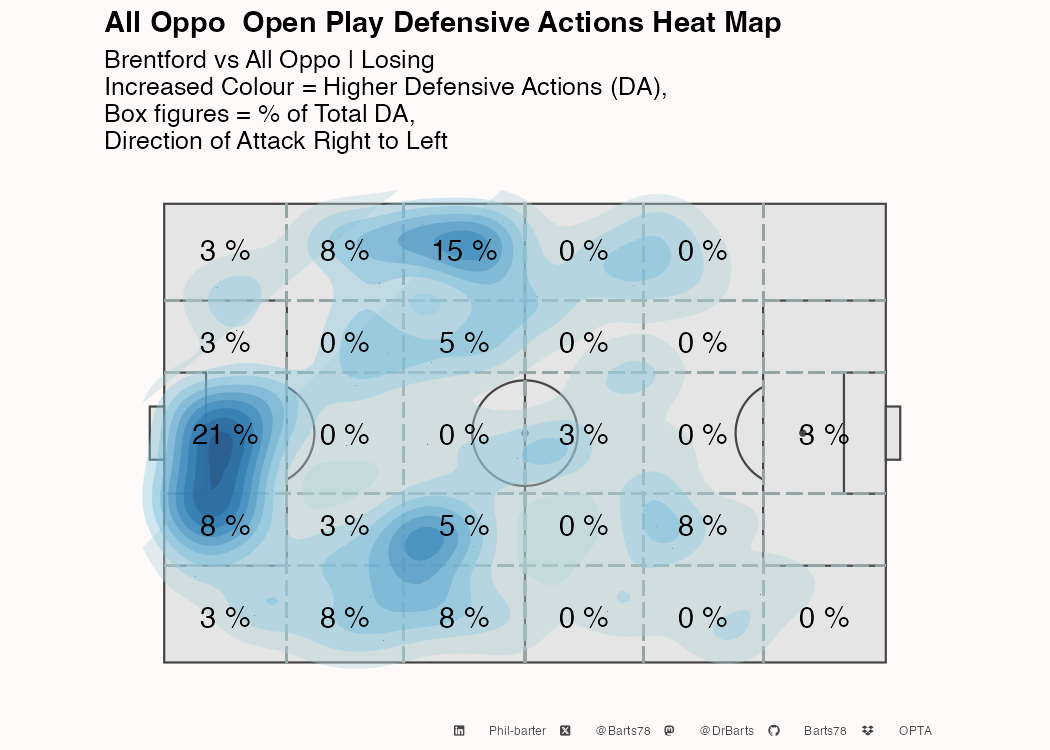 All Oppo  Open Play Defensive Actions Heat Map
Brentford vs All Oppo | Losing
Increased Colour = Higher Defensive Actions (DA),
Box figures = % of Total DA,
Direction of Attack Right to Left
3 % 8 % 15 % 0 % 0 %
3 % 0 % 5 % 0 % 0 %
21 % 0 % 0 % 3 % 0 % 3 %
8 % 3 % 5 % 0 % 8 %
3 % 8 % 8 % 0 % 0 % 0 %
Phil-barter @Barts78 @DrBarts Barts78 OPTA